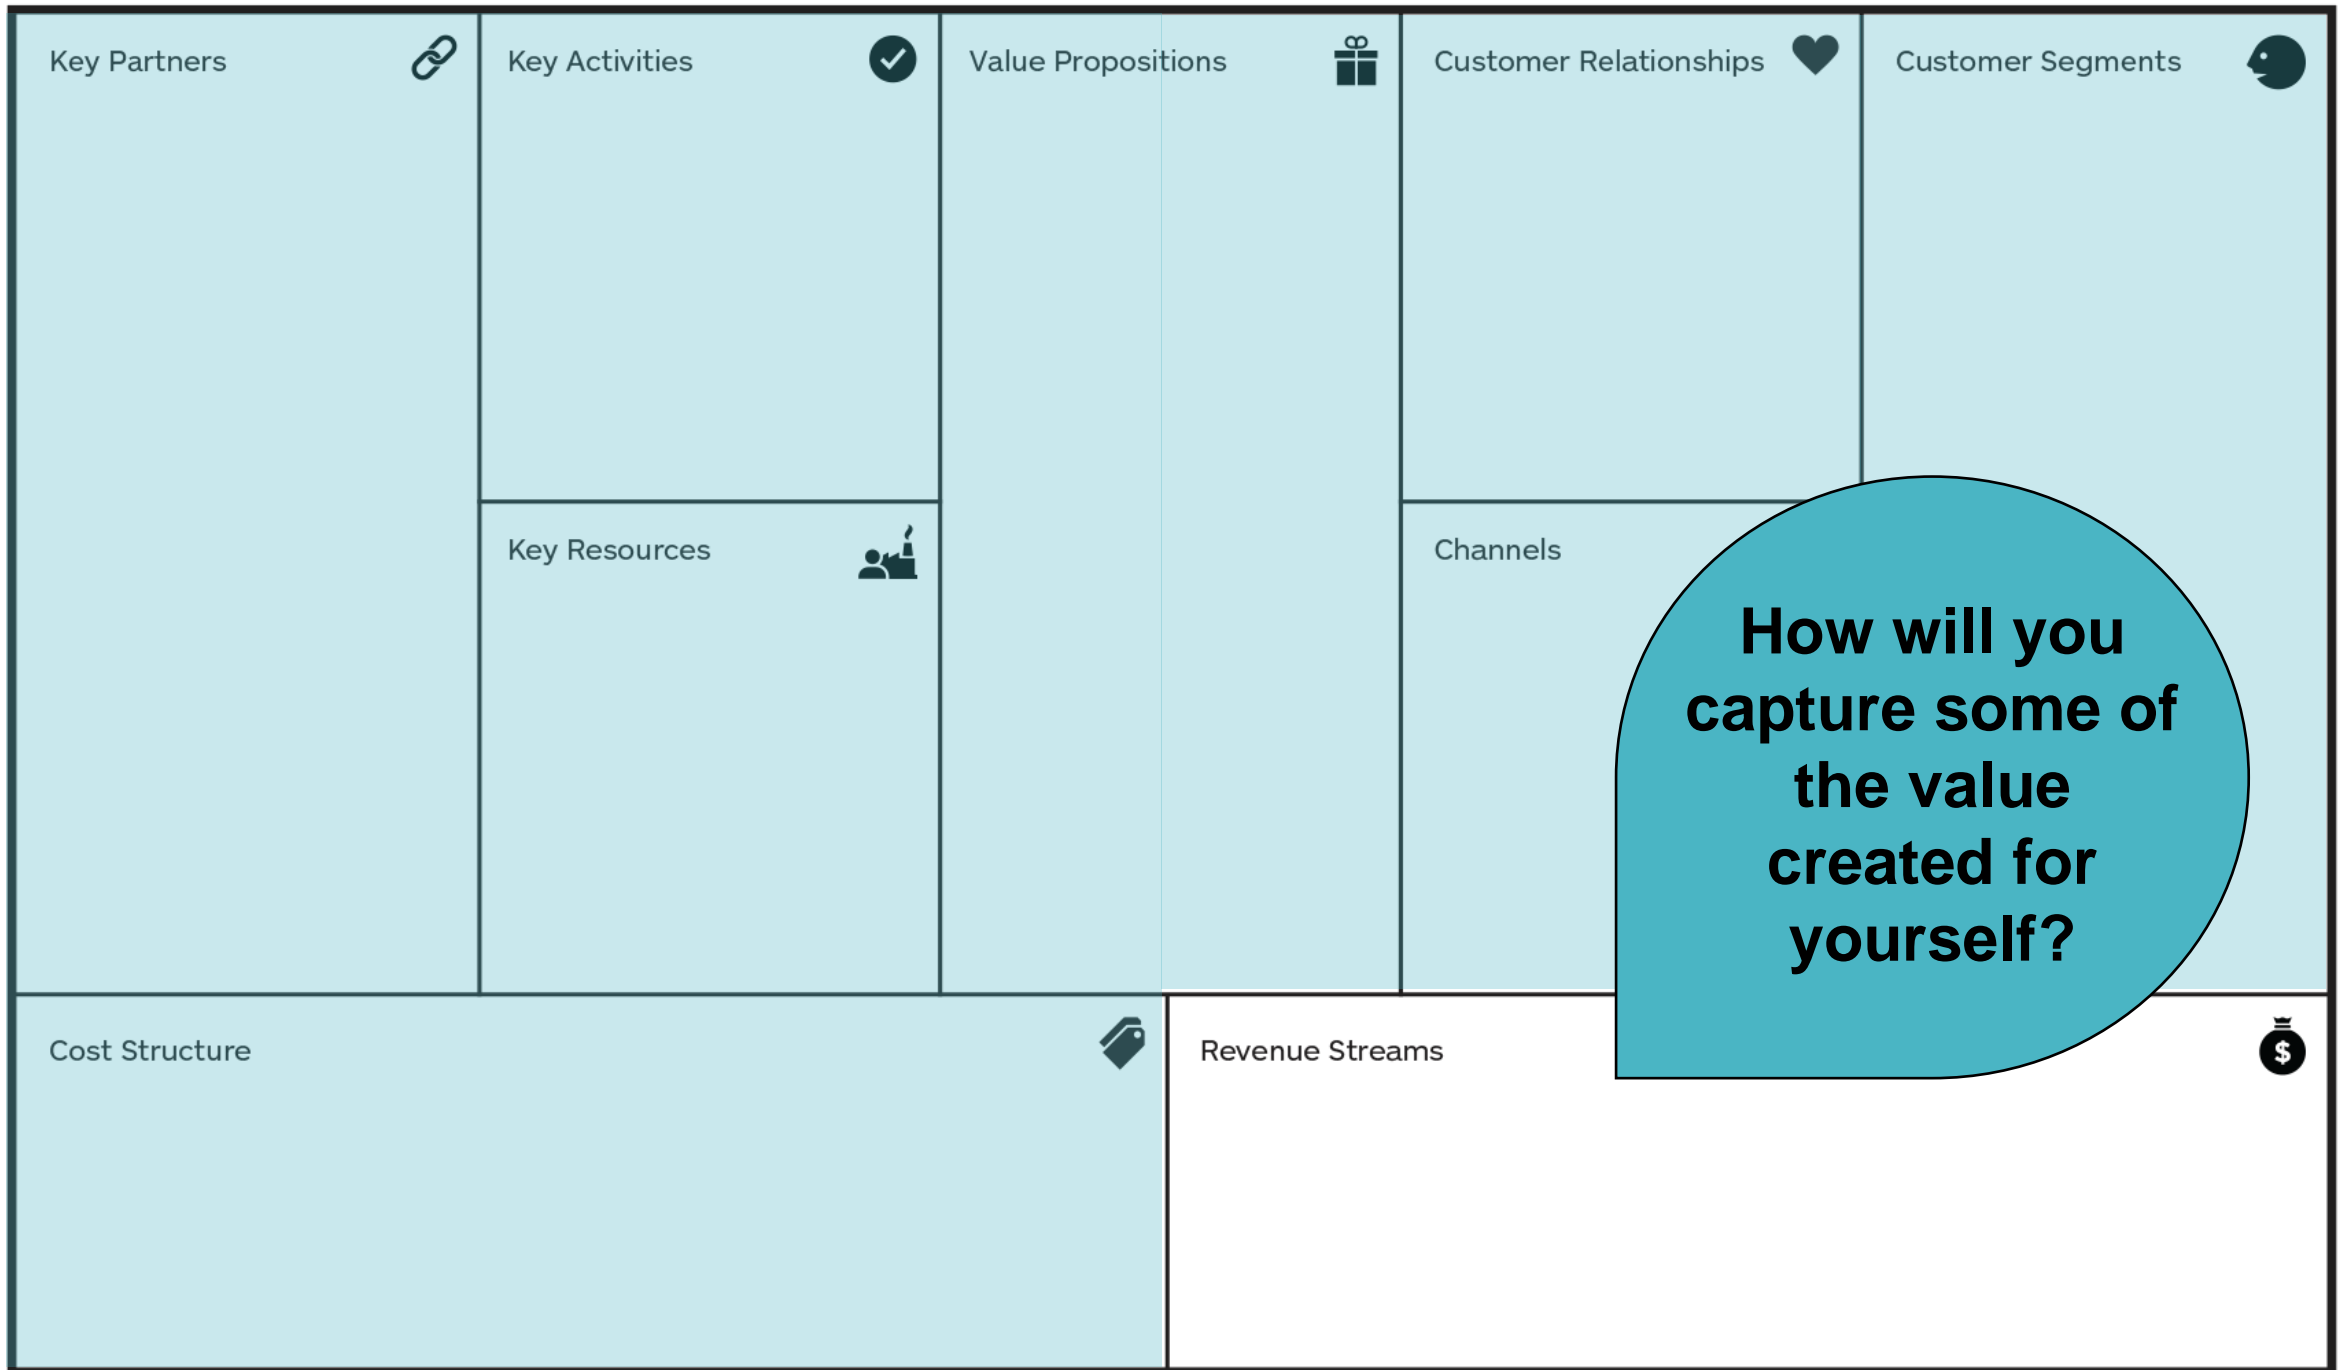 Key Partners
Key Activities
Value Propositions
Customer Relationships
Customer Segments
Key Resources
Channels
How will you
capture some of
the value
created for
yourself?
Cost Structure
Revenue Streams
$